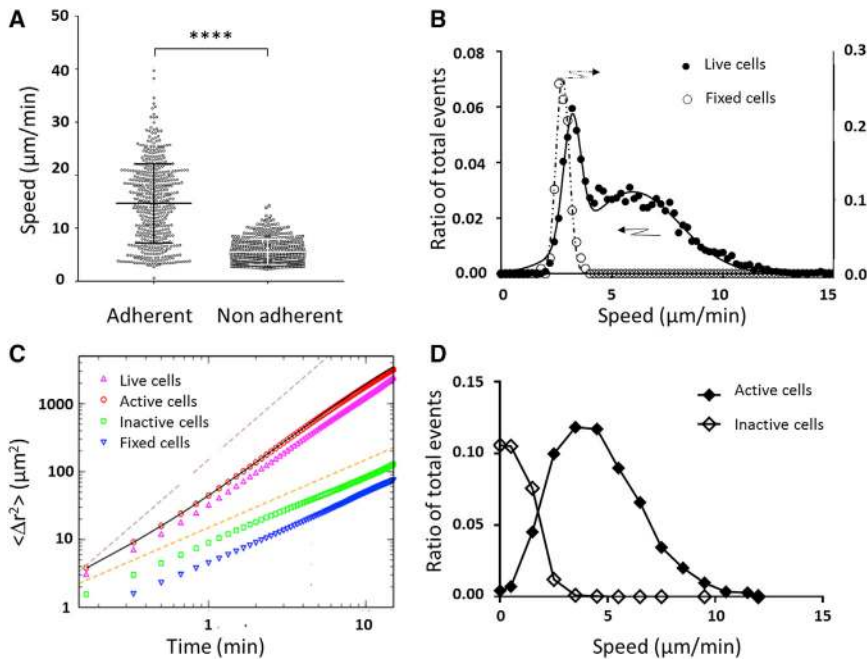 A
50
40
30
20
10
0
Speed (µm/min)
****
Adherent
Non adherent
B
0.08
0.06
0.04
0.02
0.00
Ratio of total events
Live cells
Fixed cells
0.3
0.2
0.1
0.0
0
5
10
15
Speed (µm/min)
C
1000
100
10
1
<Δr²> (µm²)
Live cells
Active cells
Inactive cells
Fixed cells
1
10
Time (min)
D
0.15
0.10
0.05
0.00
Ratio of total events
Active cells
Inactive cells
0
5
10
15
Speed (µm/min)